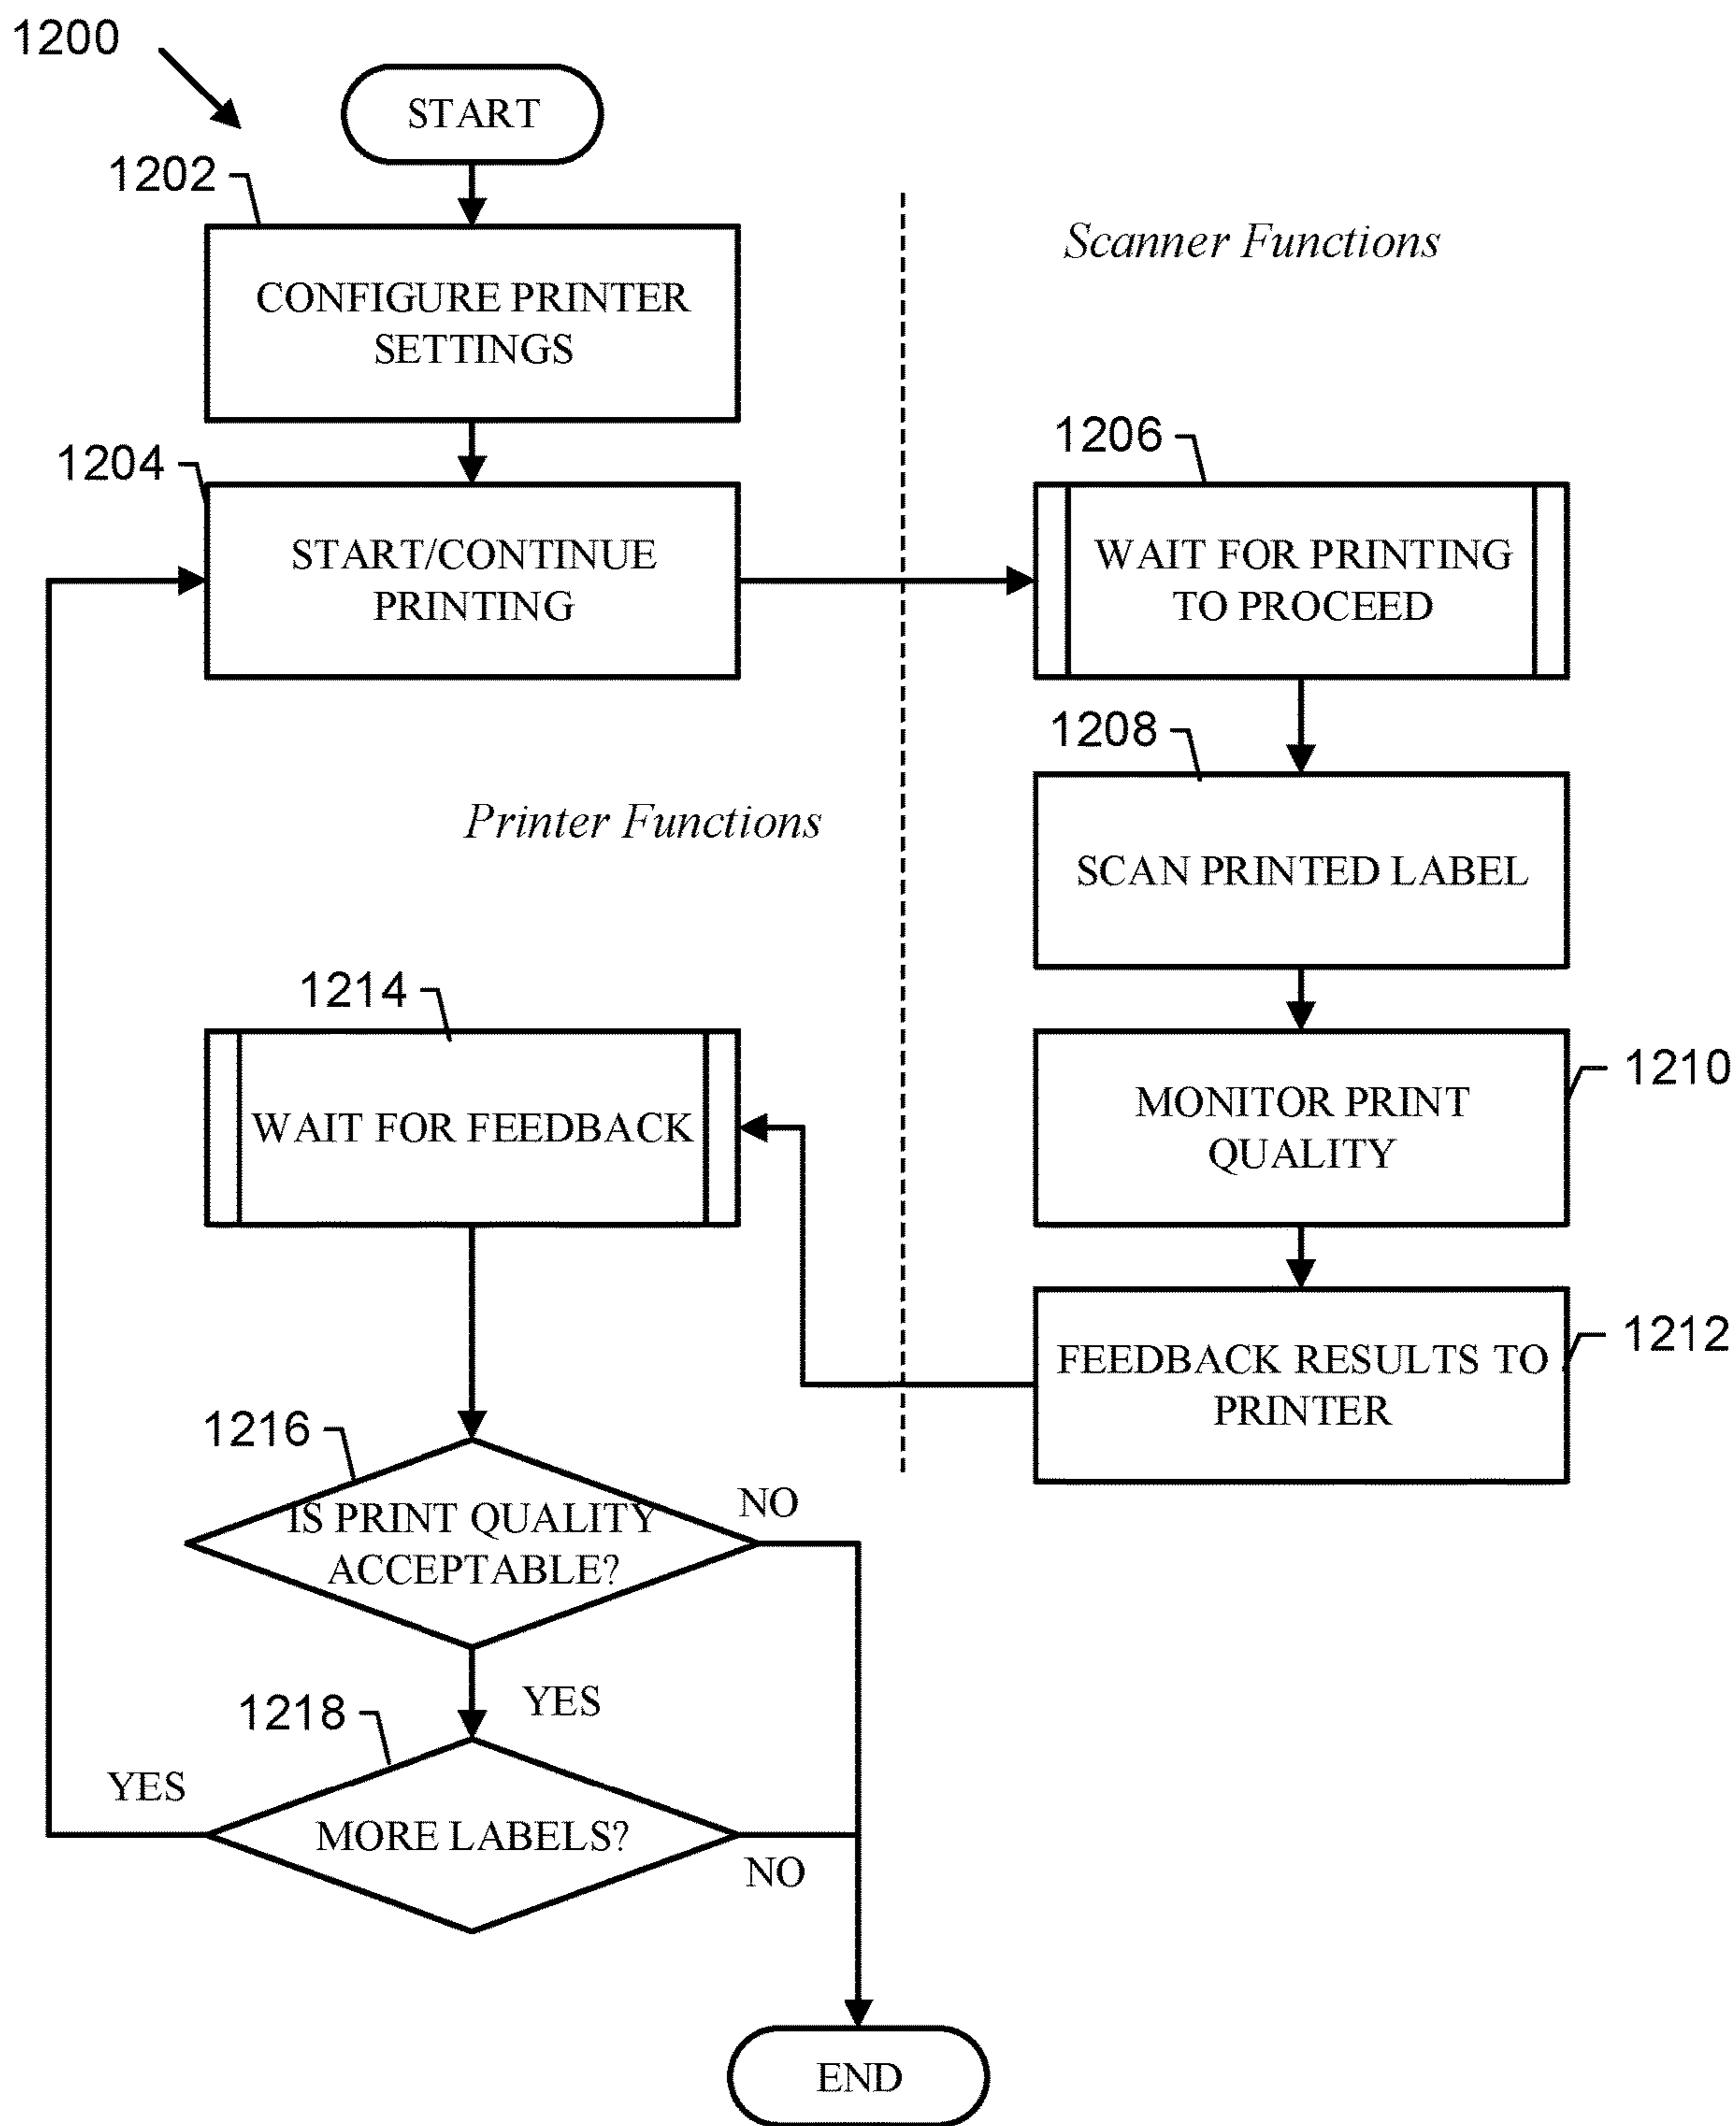 1200
START
1202
CONFIGURE PRINTER
SETTINGS
Scanner Functions
1204
START/CONTINUE
PRINTING
1206
WAIT FOR PRINTING
TO PROCEED
1208
SCAN PRINTED LABEL
Printer Functions
1210
MONITOR PRINT
QUALITY
1212
FEEDBACK RESULTS TO
PRINTER
1214
WAIT FOR FEEDBACK
1216
IS PRINT QUALITY
ACCEPTABLE?
NO
YES
1218
MORE LABELS?
YES
NO
END